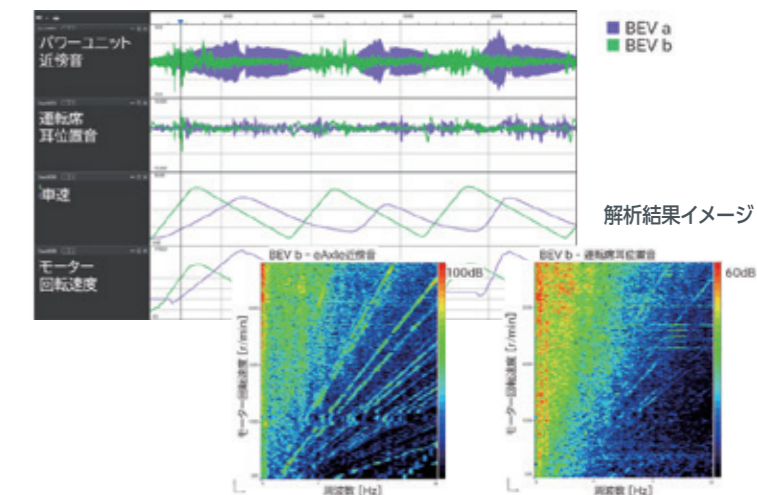 BEV a
BEV b
パワーユニット
近傍音
運転席
耳位置音
車速
モーター
回転速度
解析結果イメージ
BEV b - eAxle近傍音
100dB
モーター回転速度 [r/min]
周波数 [Hz]
BEV b - 運転席耳位置音
60dB
モーター回転速度 [r/min]
周波数 [Hz]